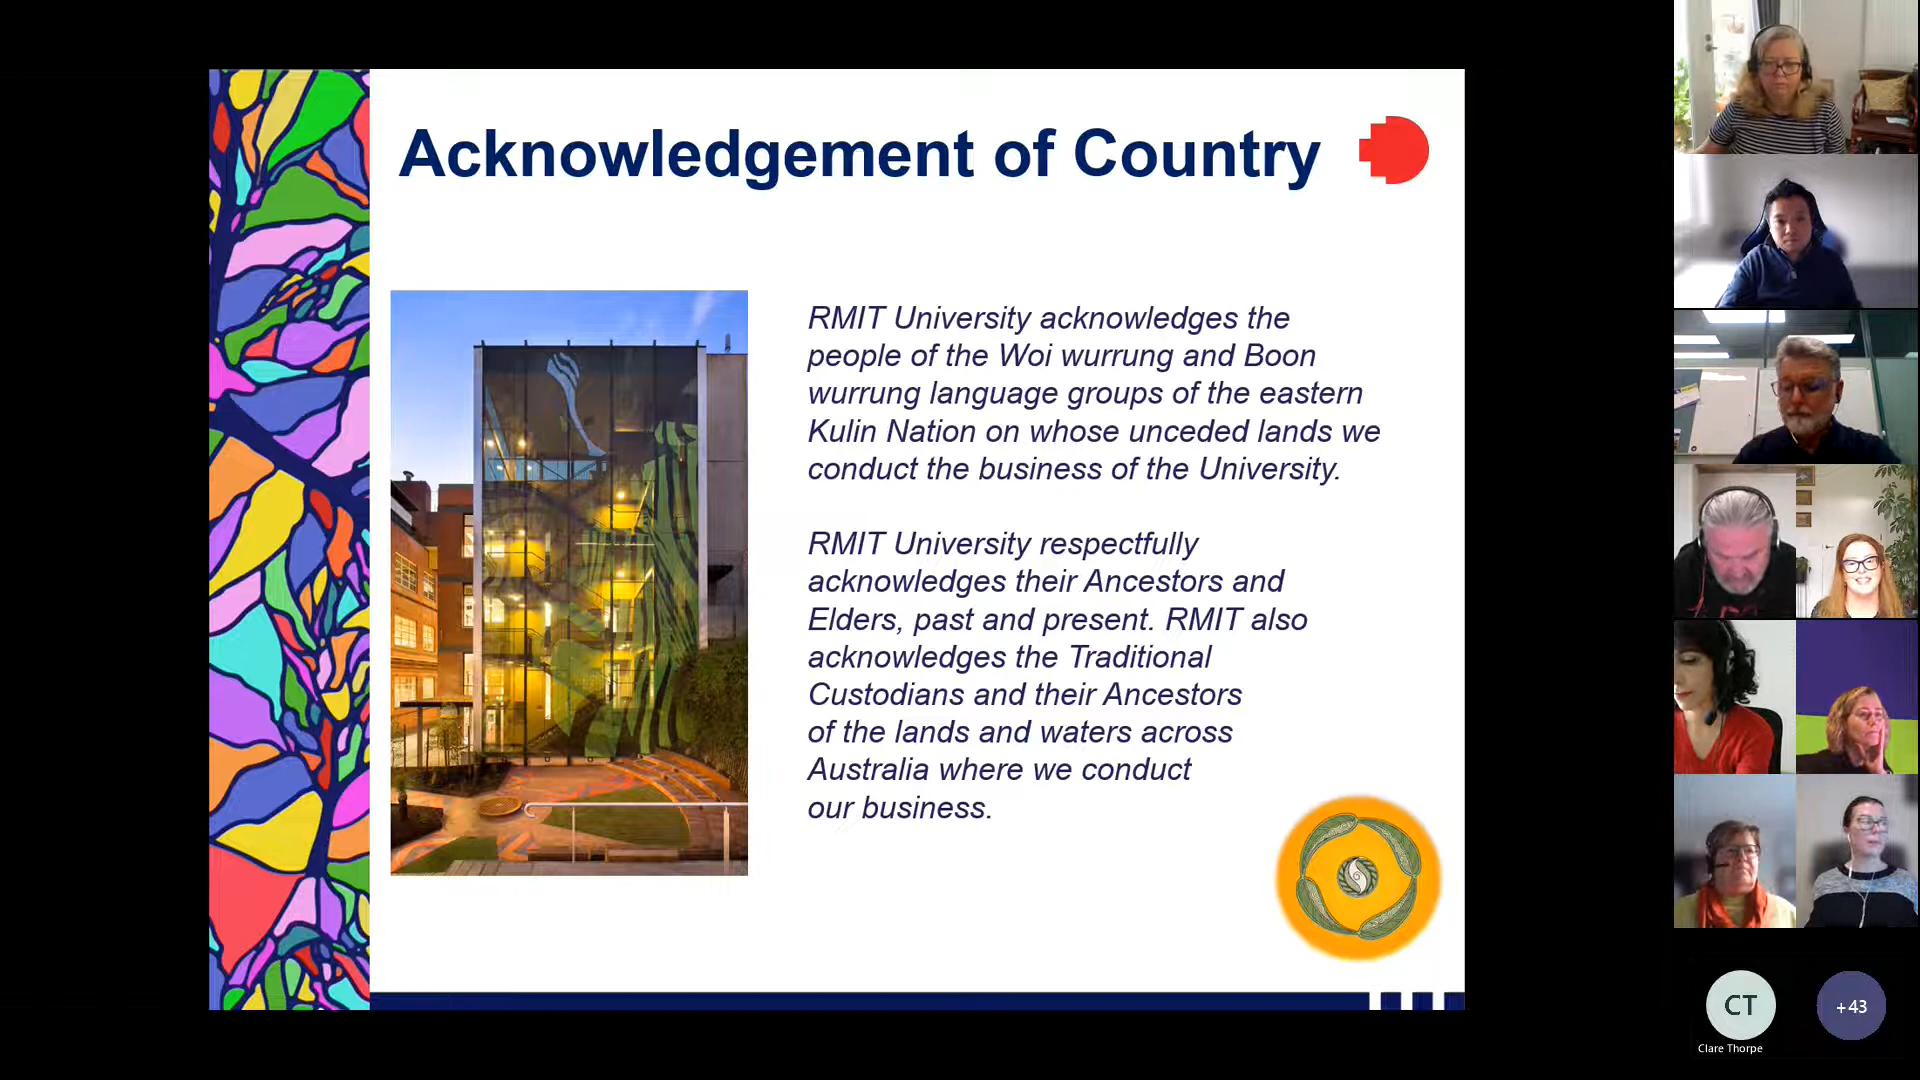 Acknowledgement of Country
RMIT University acknowledges the
people of the Woi wurrung and Boon
wurrung language groups of the eastern
Kulin Nation on whose unceded lands we
conduct the business of the University.
RMIT University respectfully
acknowledges their Ancestors and
Elders, past and present. RMIT also
acknowledges the Traditional
Custodians and their Ancestors
of the lands and waters across
Australia where we conduct
our business.
CT
+43
Clare Thorpe